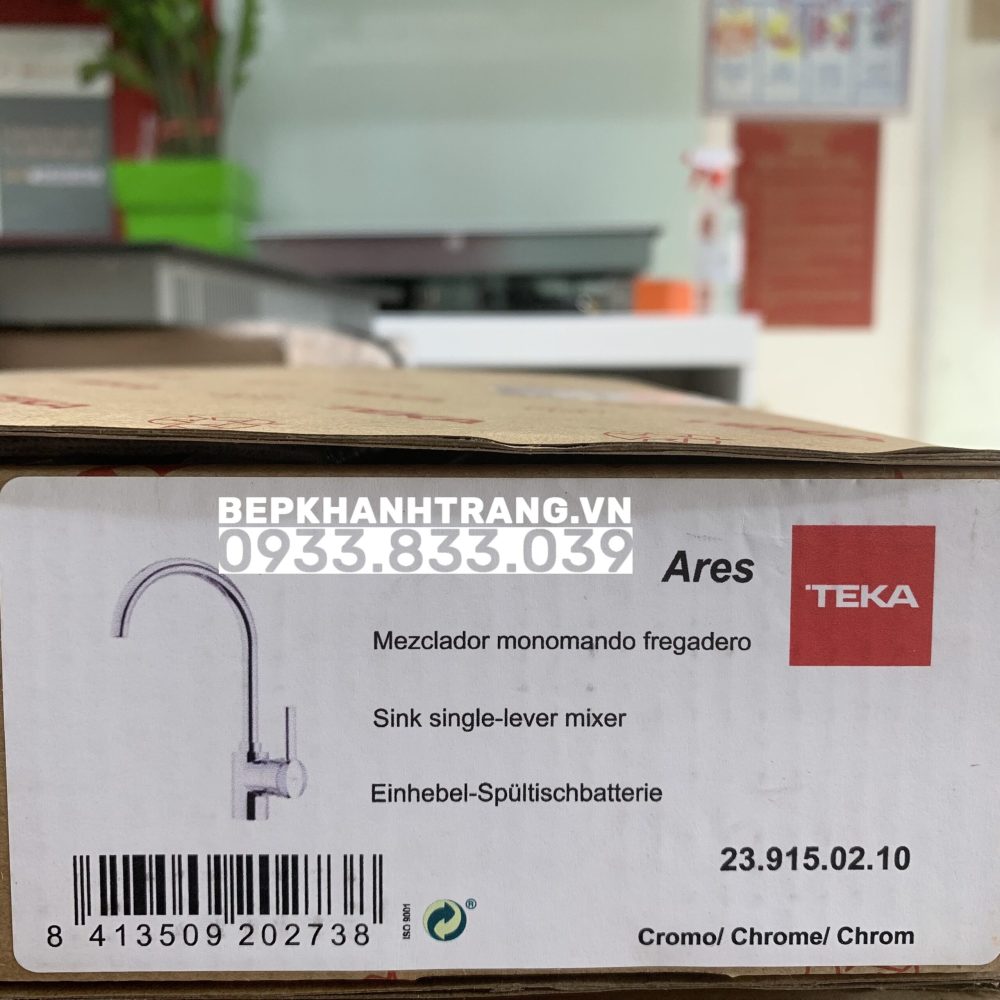 TEKA
BEPKHANHTRANG.VN
0933.833.039
Ares
TEKA
Mezclador monomando fregadero
Sink single-lever mixer
Einhebel-Spültischbatterie
23.915.02.10
8 413509 202738
ISO 9001
®
Cromo/ Chrome/ Chrom